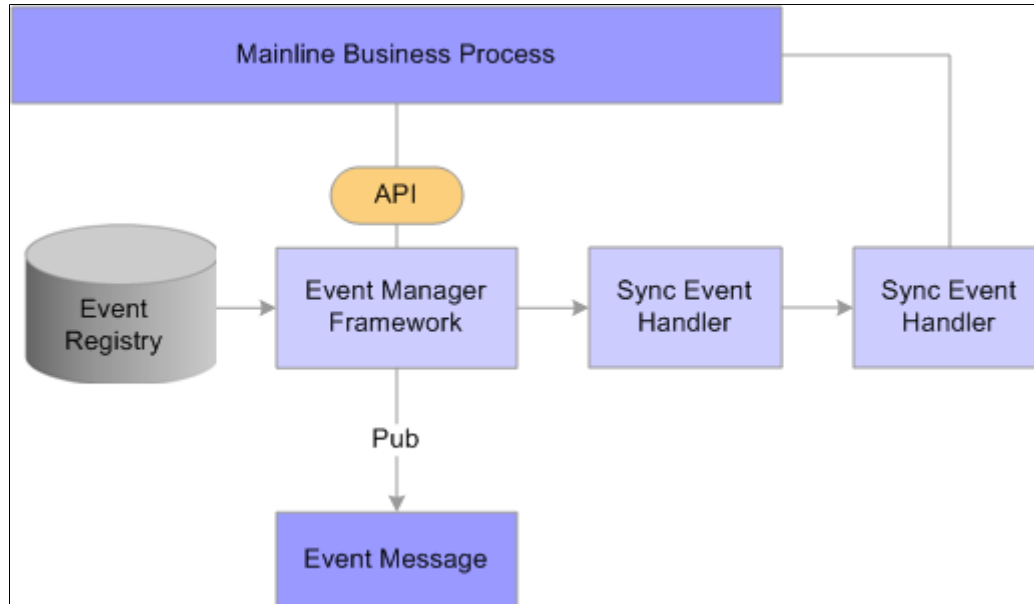 Mainline Business Process
API
Event
Registry
Event Manager
Framework
Sync Event
Handler
Sync Event
Handler
Pub
Event Message